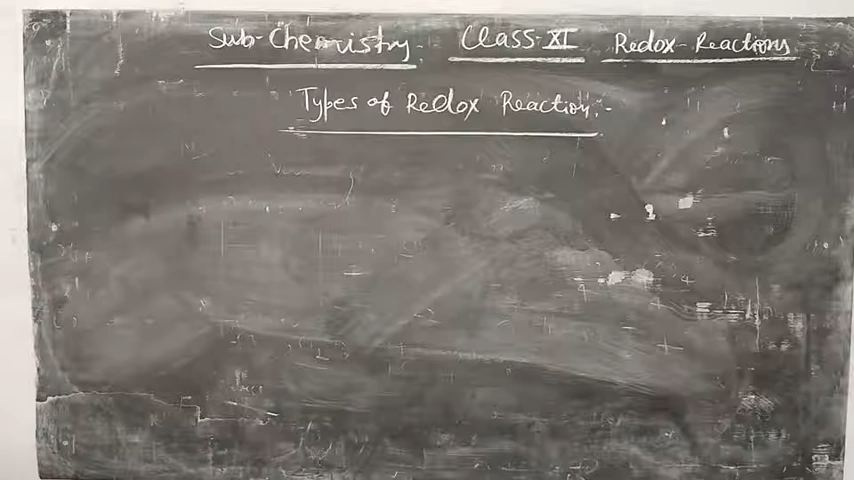 Sub-Chemistry- Class-XI Redox-Reactions
Types of Redox Reaction:-